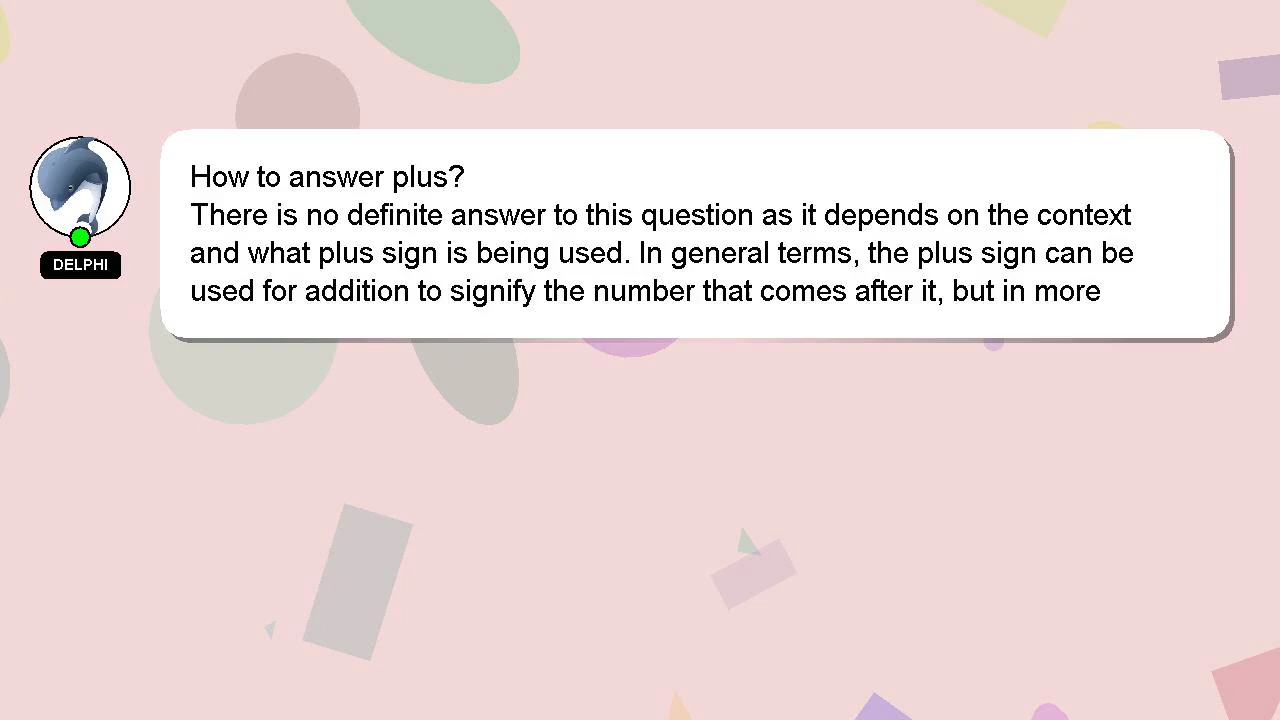 How to answer plus?
There is no definite answer to this question as it depends on the context
and what plus sign is being used. In general terms, the plus sign can be
used for addition to signify the number that comes after it, but in more
DELPHI